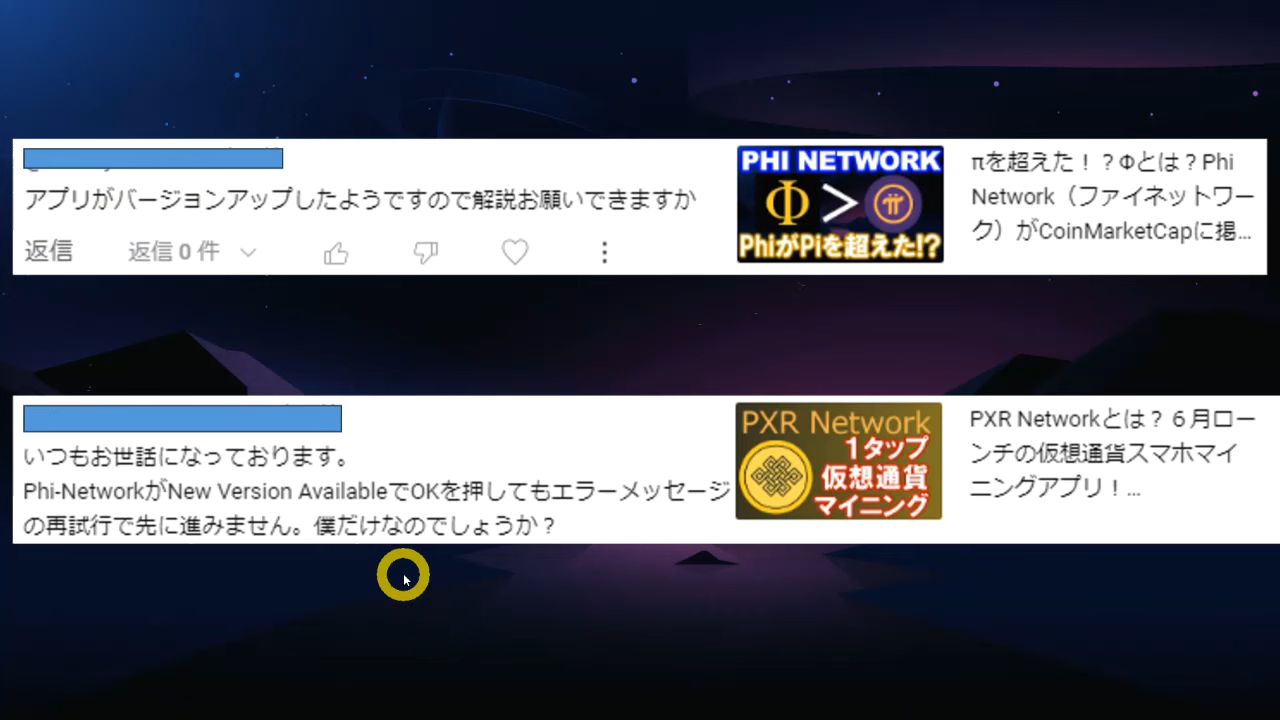 アプリがバージョンアップしたようですので解説お願いできますか
返信 返信 0 件
PHI NETWORK
Φ > π
PhiがPiを超えた!?
πを超えた！？Φとは？Phi
Network（ファイネットワー
ク）がCoinMarketCapに掲...
いつもお世話になっております。
Phi-NetworkがNew Version AvailableでOKを押してもエラーメッセージ
の再試行で先に進みません。僕だけなのでしょうか？
PXR Network
1タップ
仮想通貨
マイニング
PXR Networkとは？６月ロー
ンチの仮想通貨スマホマイ
ニングアプリ！...